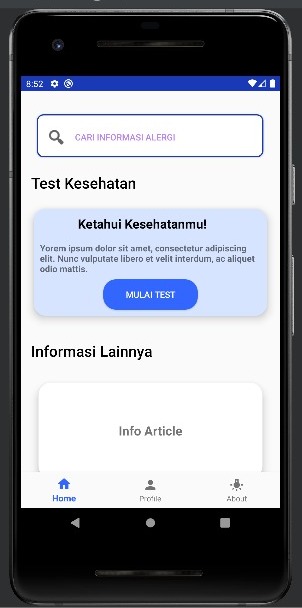 8:52
CARI INFORMASI ALERGI
Test Kesehatan
Ketahui Kesehatanmu!
Yorem ipsum dolor sit amet, consectetur adipiscing
elit. Nunc vulputate libero et velit interdum, ac aliquet
odio mattis.
MULAI TEST
Informasi Lainnya
Info Article
Home Profile About